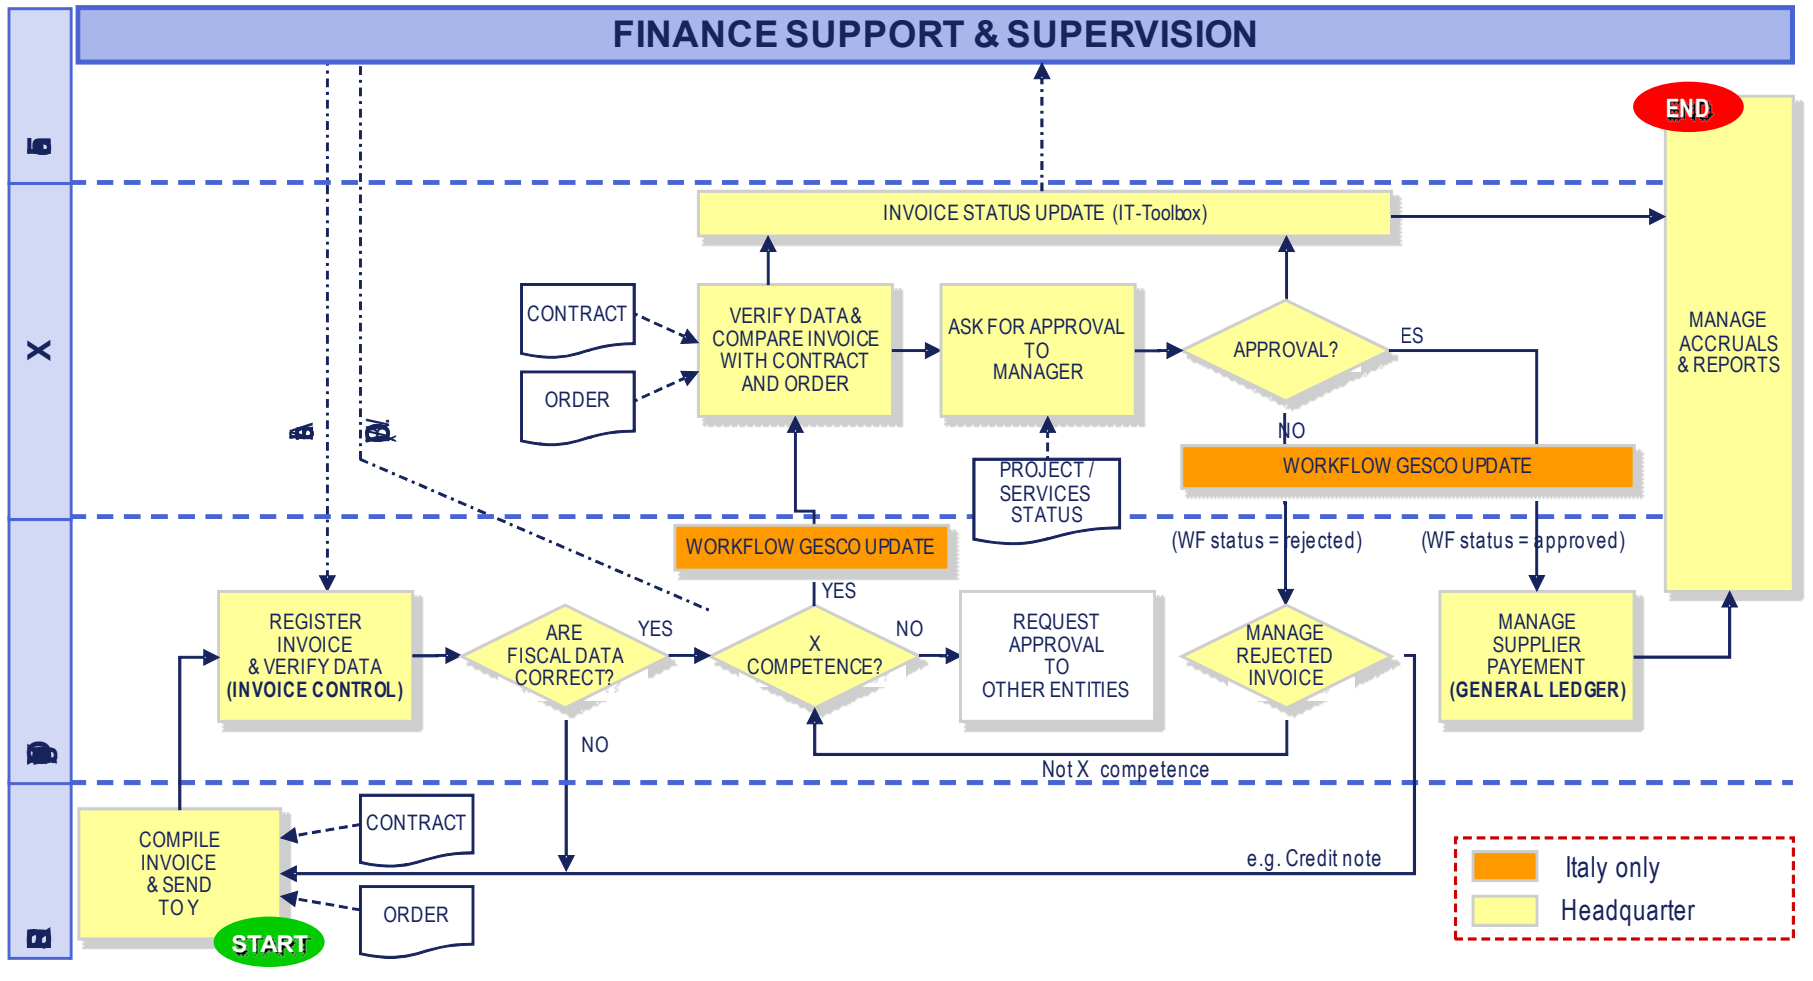 FINANCE SUPPORT & SUPERVISION
END
INVOICE STATUS UPDATE (IT-Toolbox)
X
CONTRACT
ORDER
VERIFY DATA &
COMPARE INVOICE
WITH CONTRACT
AND ORDER
ASK FOR APPROVAL
TO
MANAGER
APPROVAL?
ES
NO
MANAGE
ACCRUALS
& REPORTS
PROJECT /
SERVICES
STATUS
WORKFLOW GESCO UPDATE
WORKFLOW GESCO UPDATE
(WF status = rejected)
(WF status = approved)
REGISTER
INVOICE
& VERIFY DATA
(INVOICE CONTROL)
ARE
FISCAL DATA
CORRECT?
YES
NO
X
COMPETENCE?
YES
NO
REQUEST
APPROVAL
TO
OTHER ENTITIES
MANAGE
REJECTED
INVOICE
MANAGE
SUPPLIER
PAYEMENT
(GENERAL LEDGER)
Not X competence
COMPILE
INVOICE
& SEND
TO Y
START
CONTRACT
ORDER
e.g. Credit note
Italy only
Headquarter